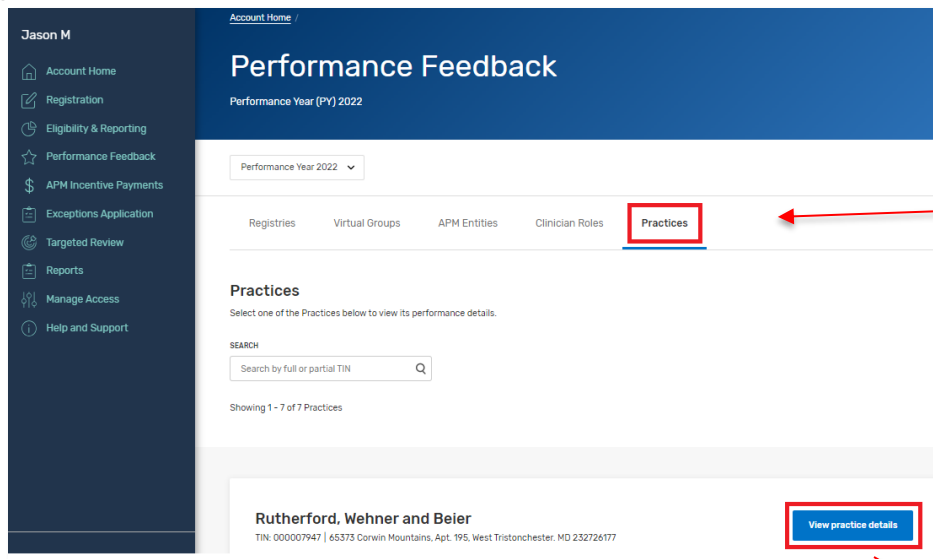 Jason M
Account Home
Registration
Eligibility & Reporting
Performance Feedback
APM Incentive Payments
Exceptions Application
Targeted Review
Reports
Manage Access
Help and Support
Account Home /
Performance Feedback
Performance Year (PY) 2022
Performance Year 2022
Registries Virtual Groups APM Entities Clinician Roles Practices
Practices
Select one of the Practices below to view its performance details.
SEARCH
Search by full or partial TIN
Showing 1 - 7 of 7 Practices
Rutherford, Wehner and Beier
TIN: 000007947 | 65373 Corwin Mountains, Apt. 195, West Tristonchester. MD 232726177
View practice details